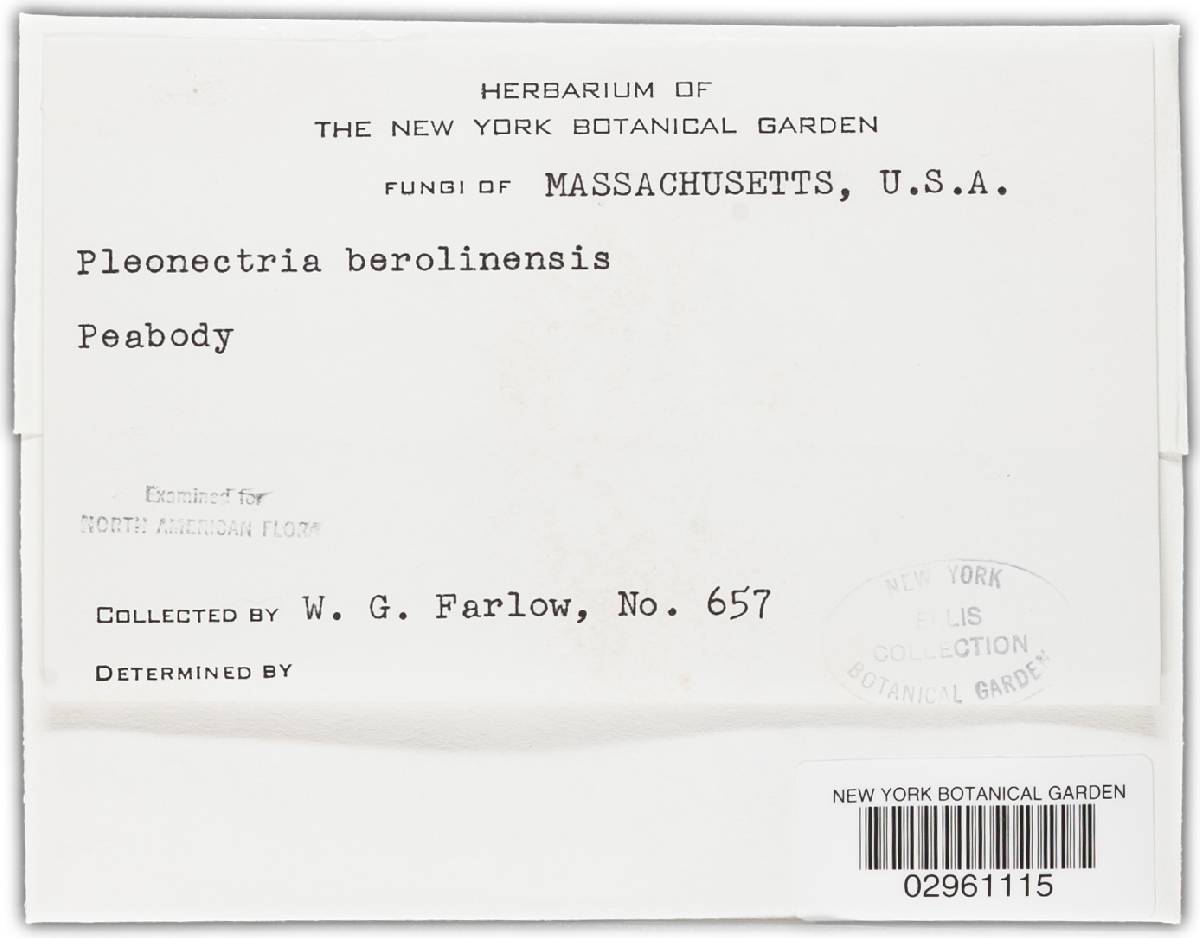 HERBARIUM OF
THE NEW YORK BOTANICAL GARDEN
FUNGI OF MASSACHUSETTS, U.S.A.
Pleonectria berolinensis
Peabody
Examined for
NORTH AMERICAN FLORA
COLLECTED BY W. G. Farlow, No. 657
DETERMINED BY
NEW YORK
ELLIS
COLLECTION
BOTANICAL GARDEN
NEW YORK BOTANICAL GARDEN
02961115